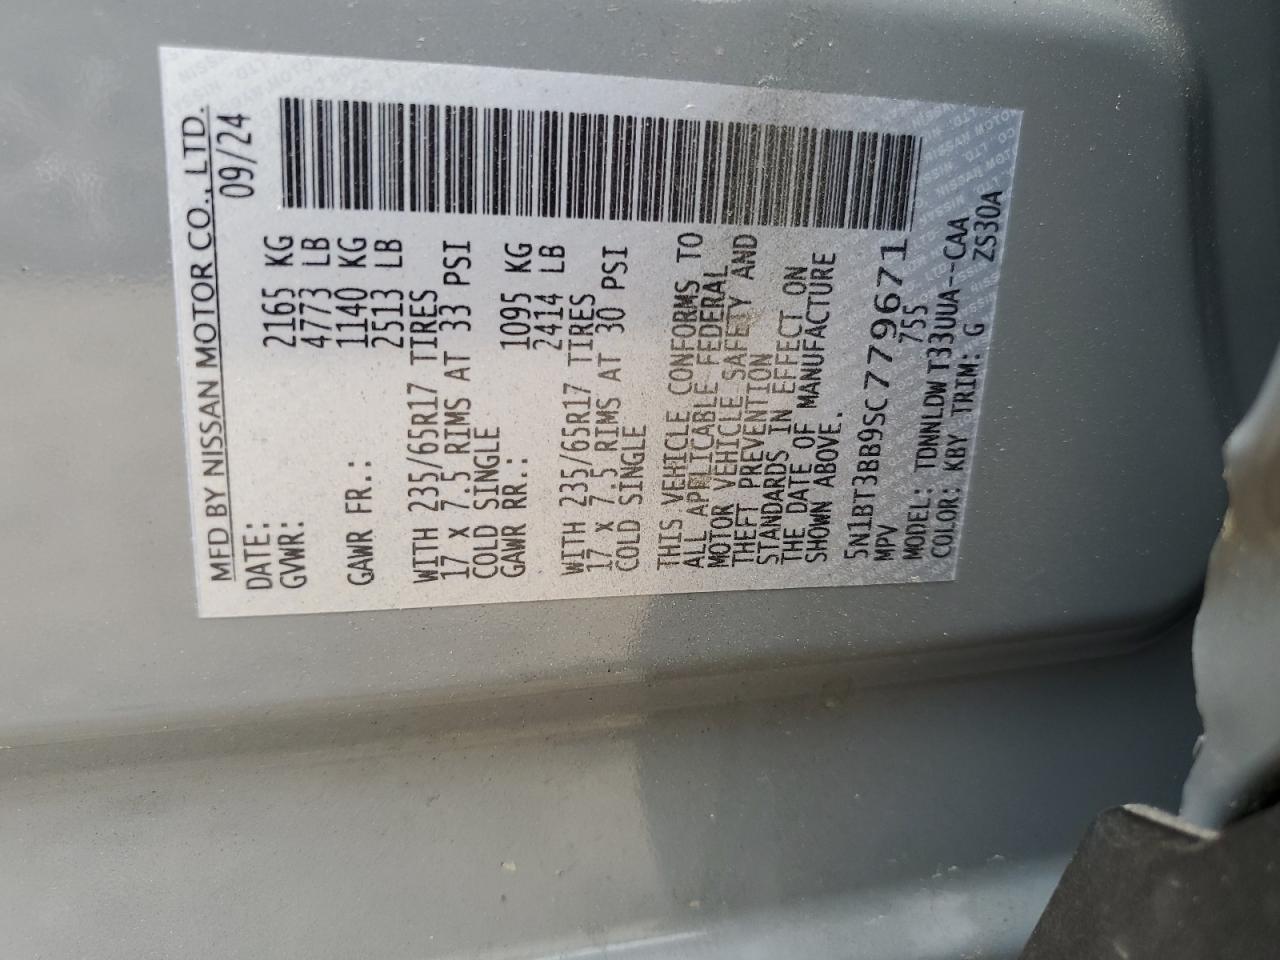 MFD BY NISSAN MOTOR CO., LTD.
DATE: 09/24
GVWR: 2165 KG
4773 LB
GAWR FR.: 1140 KG
2513 LB
WITH 235/65R17 TIRES
17 X 7.5 RIMS AT 33 PSI
COLD SINGLE
GAWR RR.: 1095 KG
2414 LB
WITH 235/65R17 TIRES
17 X 7.5 RIMS AT 30 PSI
COLD SINGLE
THIS VEHICLE CONFORMS TO
ALL APPLICABLE FEDERAL
MOTOR VEHICLE SAFETY AND
THEFT PREVENTION
STANDARDS IN EFFECT ON
THE DATE OF MANUFACTURE
SHOWN ABOVE.
5N1BT3BB9SC779671
MPV 755
MODEL: TDNNLDW T33UUA--CAA
COLOR: KBY TRIM: G ZS30A